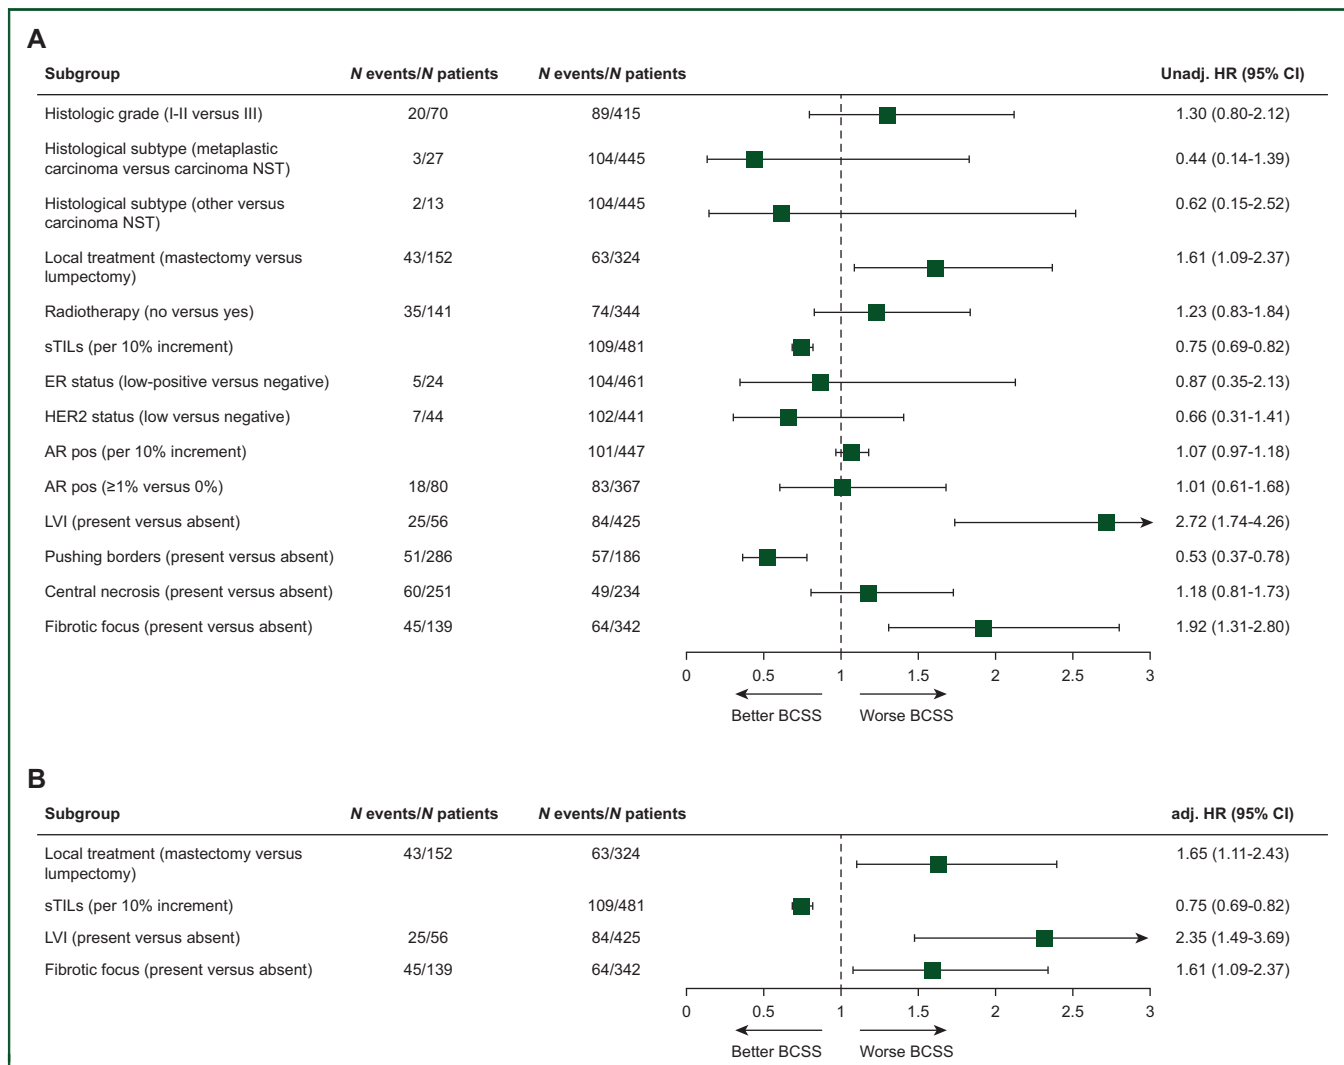 A
Subgroup N events/N patients N events/N patients Unadj. HR (95% CI)
Histologic grade (I-II versus III) 20/70 89/415 1.30 (0.80-2.12)
Histological subtype (metaplastic
carcinoma versus carcinoma NST) 3/27 104/445 0.44 (0.14-1.39)
Histological subtype (other versus
carcinoma NST) 2/13 104/445 0.62 (0.15-2.52)
Local treatment (mastectomy versus
lumpectomy) 43/152 63/324 1.61 (1.09-2.37)
Radiotherapy (no versus yes) 35/141 74/344 1.23 (0.83-1.84)
sTILs (per 10% increment) 109/481 0.75 (0.69-0.82)
ER status (low-positive versus negative) 5/24 104/461 0.87 (0.35-2.13)
HER2 status (low versus negative) 7/44 102/441 0.66 (0.31-1.41)
AR pos (per 10% increment) 101/447 1.07 (0.97-1.18)
AR pos (≥1% versus 0%) 18/80 83/367 1.01 (0.61-1.68)
LVI (present versus absent) 25/56 84/425 2.72 (1.74-4.26)
Pushing borders (present versus absent) 51/286 57/186 0.53 (0.37-0.78)
Central necrosis (present versus absent) 60/251 49/234 1.18 (0.81-1.73)
Fibrotic focus (present versus absent) 45/139 64/342 1.92 (1.31-2.80)
0 0.5 1 1.5 2 2.5 3
Better BCSS Worse BCSS
B
Subgroup N events/N patients N events/N patients adj. HR (95% CI)
Local treatment (mastectomy versus
lumpectomy) 43/152 63/324 1.65 (1.11-2.43)
sTILs (per 10% increment) 109/481 0.75 (0.69-0.82)
LVI (present versus absent) 25/56 84/425 2.35 (1.49-3.69)
Fibrotic focus (present versus absent) 45/139 64/342 1.61 (1.09-2.37)
0 0.5 1 1.5 2 2.5 3
Better BCSS Worse BCSS